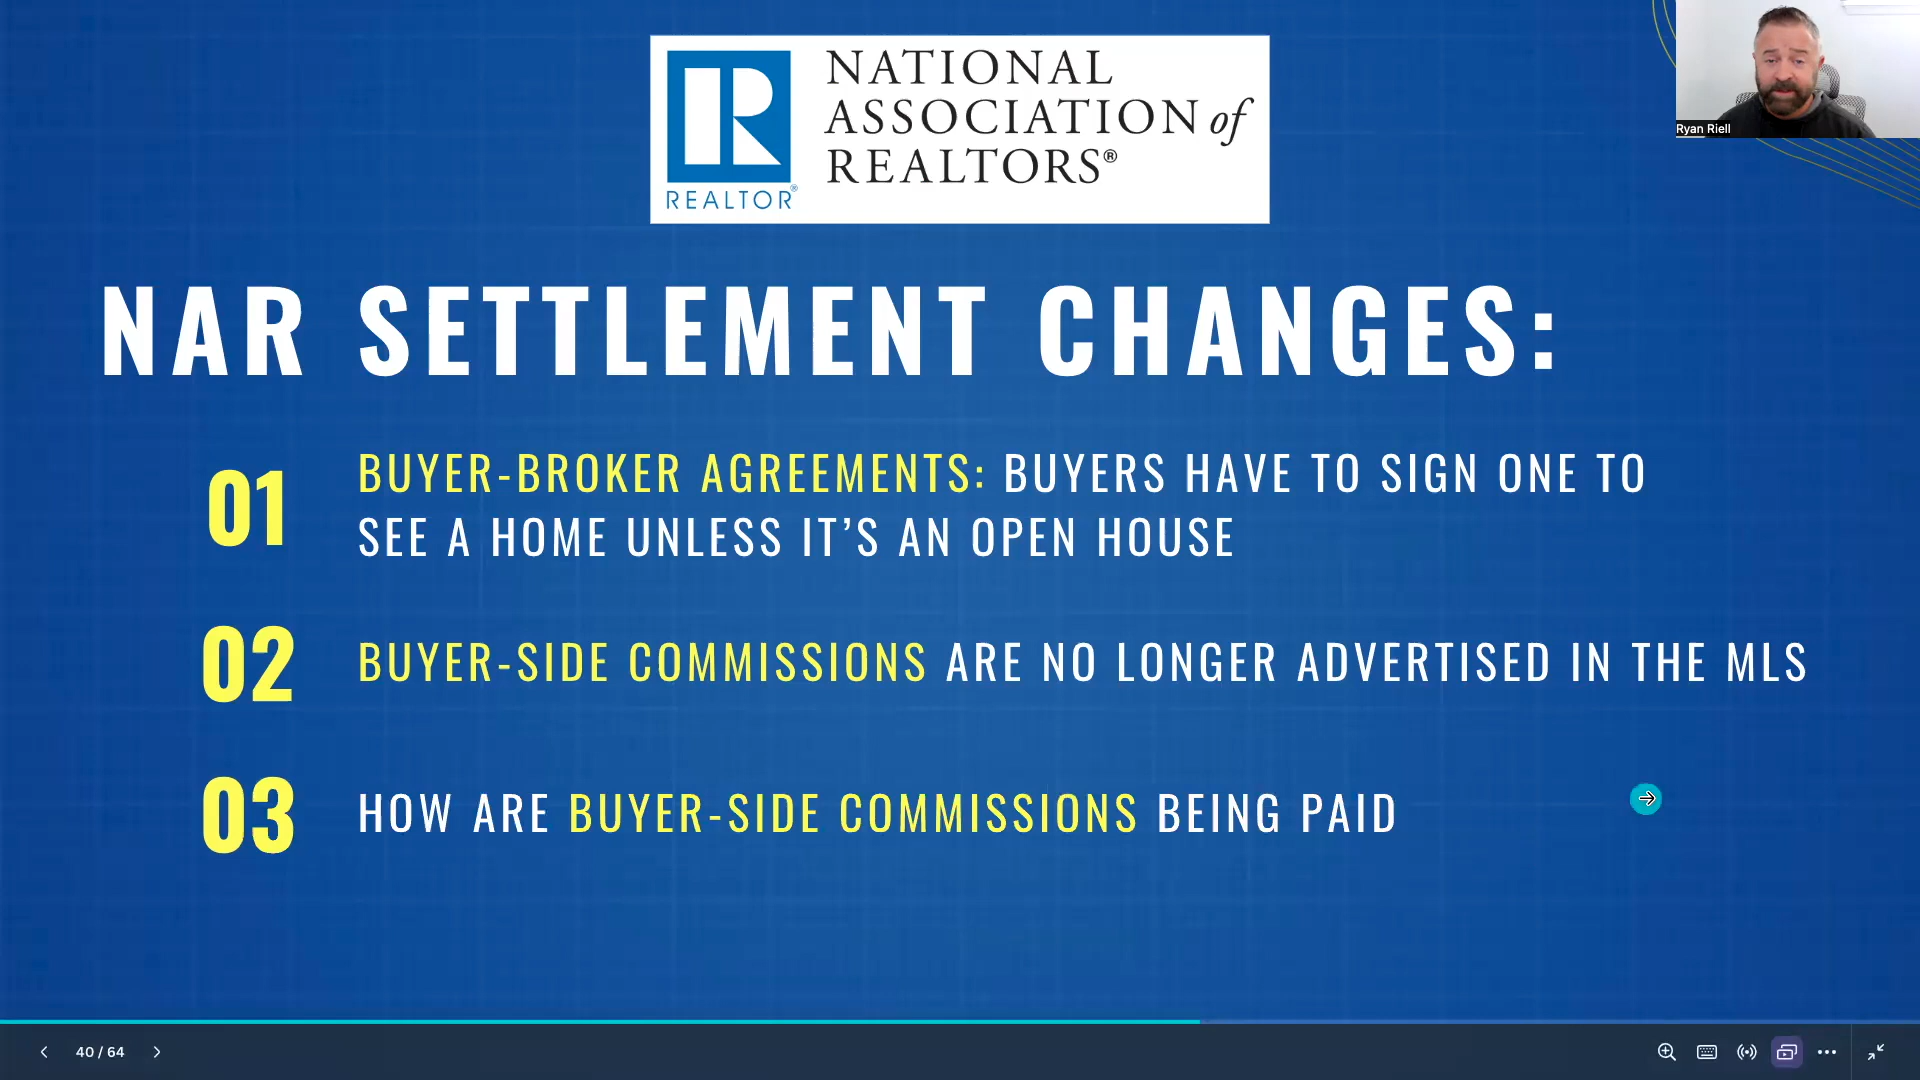 NATIONAL
ASSOCIATION of
REALTORS®
REALTOR®
Ryan Riell
NAR SETTLEMENT CHANGES:
01
BUYER-BROKER AGREEMENTS: BUYERS HAVE TO SIGN ONE TO
SEE A HOME UNLESS IT’S AN OPEN HOUSE
02
BUYER-SIDE COMMISSIONS ARE NO LONGER ADVERTISED IN THE MLS
03
HOW ARE BUYER-SIDE COMMISSIONS BEING PAID
40 / 64